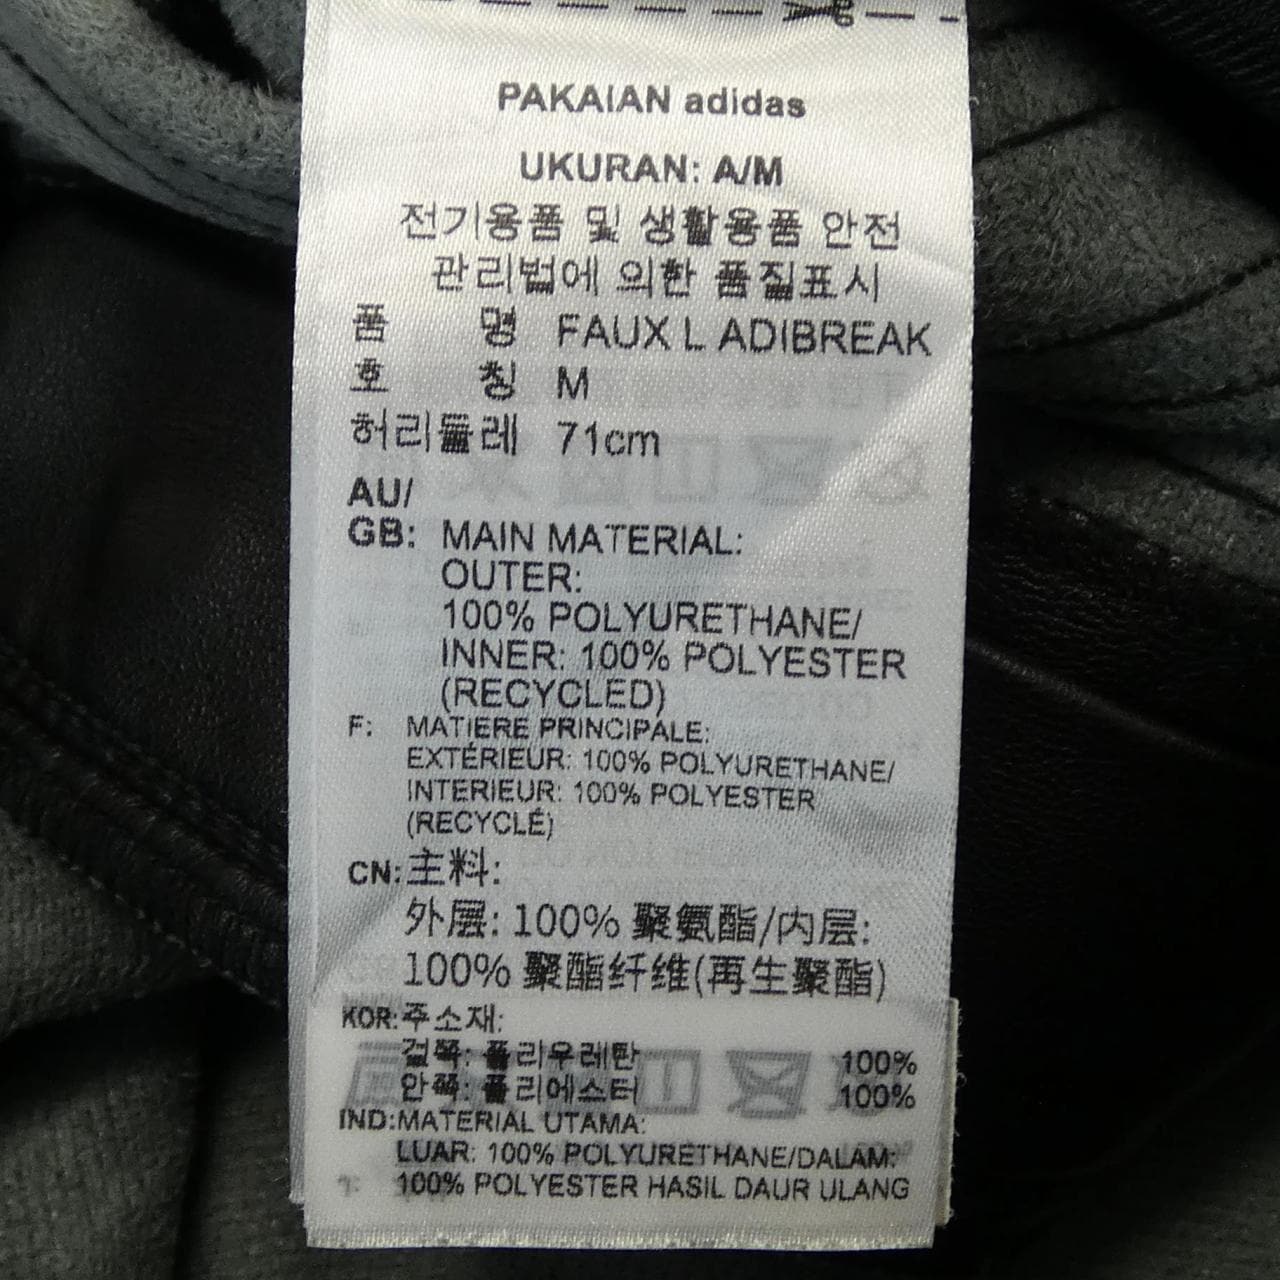 PAKAIAN adidas
UKURAN: A/M
전기용품 및 생활용품 안전
관리법에 의한 품질표시
품 명 FAUX L ADIBREAK
호 칭 M
허리둘레 71cm
AU/
GB: MAIN MATERIAL:
OUTER:
100% POLYURETHANE/
INNER: 100% POLYESTER
(RECYCLED)
F: MATIERE PRINCIPALE:
EXTÉRIEUR: 100% POLYURETHANE/
INTERIEUR: 100% POLYESTER
(RECYCLÉ)
CN: 主料:
外层: 100% 聚氨酯/内层:
100% 聚酯纤维(再生聚酯)
KOR: 주소재:
겉쪽: 폴리우레탄 100%
안쪽: 폴리에스터 100%
IND: MATERIAL UTAMA:
LUAR: 100% POLYURETHANE/DALAM:
100% POLYESTER HASIL DAUR ULANG